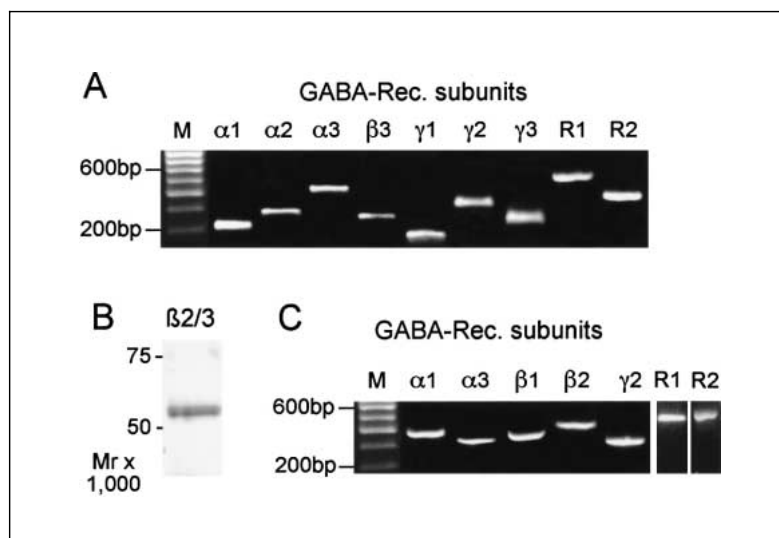 A
GABA-Rec. subunits
M α1 α2 α3 β3 γ1 γ2 γ3 R1 R2
600bp
200bp
B ß2/3
75 -
50 -
Mr x
1,000
C
GABA-Rec. subunits
M α1 α3 β1 β2 γ2 R1 R2
600bp
200bp